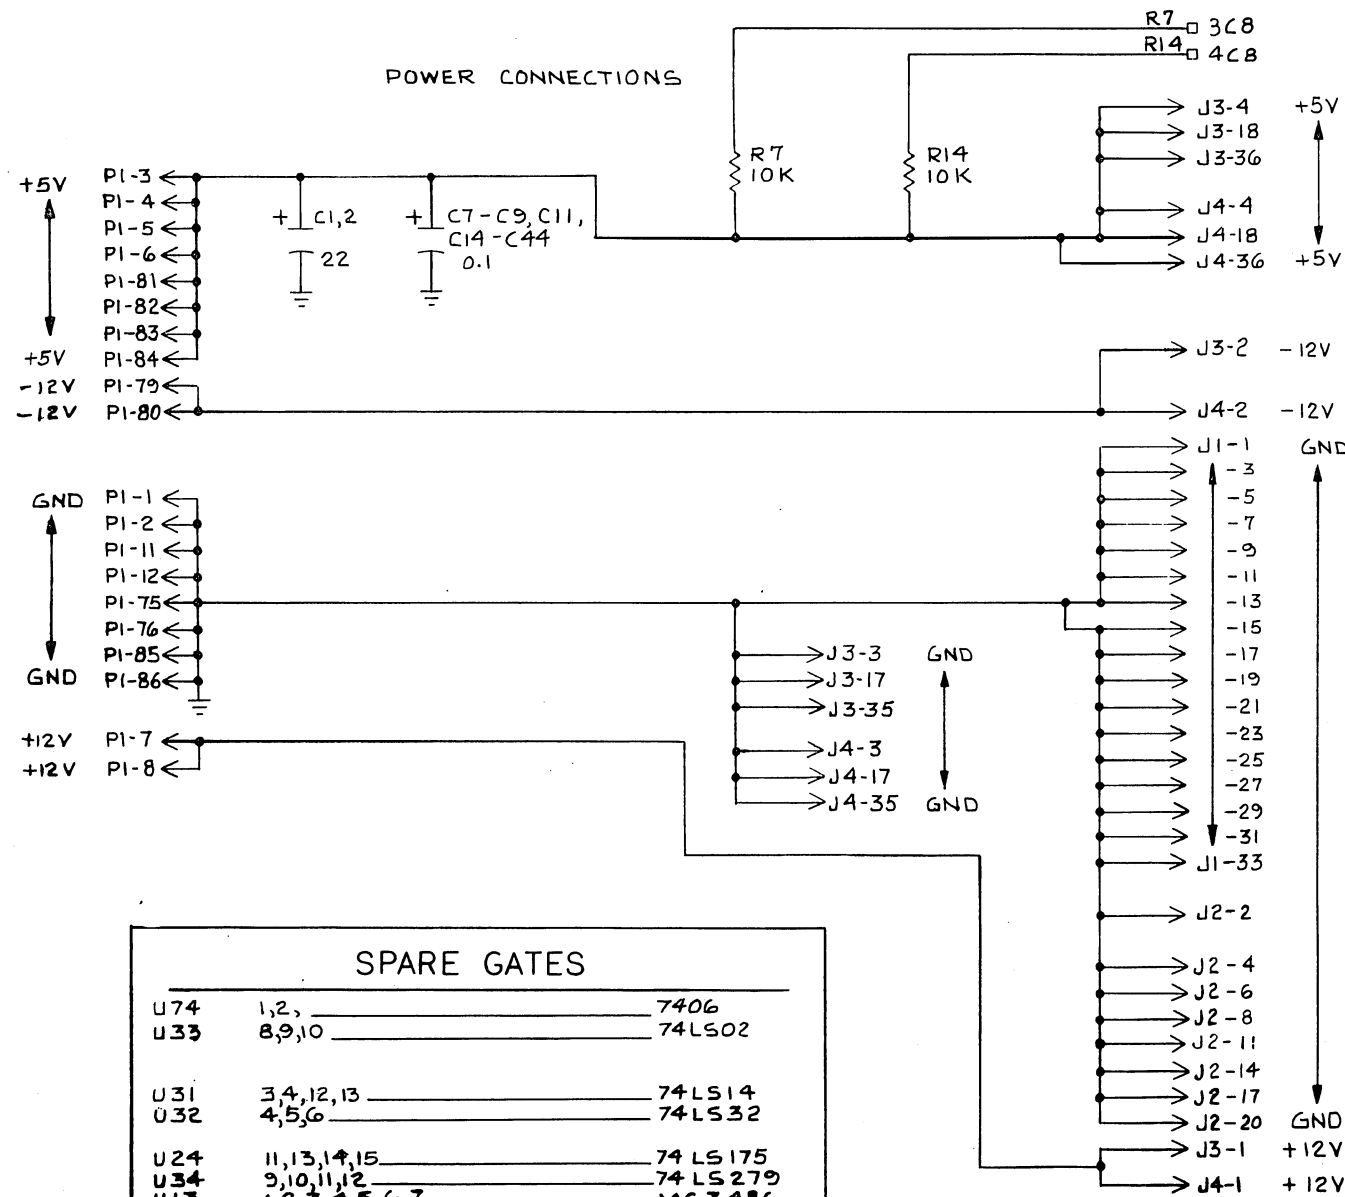 POWER CONNECTIONS
R7 3C8
R14 4C8
R7
10K
R14
10K
+5V
+5V
-12V
-12V
P1-3
P1-4
P1-5
P1-6
P1-81
P1-82
P1-83
P1-84
P1-79
P1-80
+ C1,2
22
+ C7-C9, C11,
C14-C44
0.1
J3-4 +5V
J3-18
J3-36
J4-4
J4-18
J4-36 +5V
J3-2 -12V
J4-2 -12V
GND
GND
P1-1
P1-2
P1-11
P1-12
P1-75
P1-76
P1-85
P1-86
+12V P1-7
+12V P1-8
J3-3 GND
J3-17
J3-35
J4-3
J4-17
J4-35 GND
J1-1 GND
-3
-5
-7
-9
-11
-13
-15
-17
-19
-21
-23
-25
-27
-29
-31
J1-33
J2-2
J2-4
J2-6
J2-8
J2-11
J2-14
J2-17
J2-20 GND
J3-1 +12V
J4-1 +12V
SPARE GATES
U74 1,2, 7406
U33 8,9,10 74LS02
U31 3,4,12,13 74LS14
U32 4,5,6 74LS32
U24 11,13,14,15 74LS175
U34 9,10,11,12 74LS279